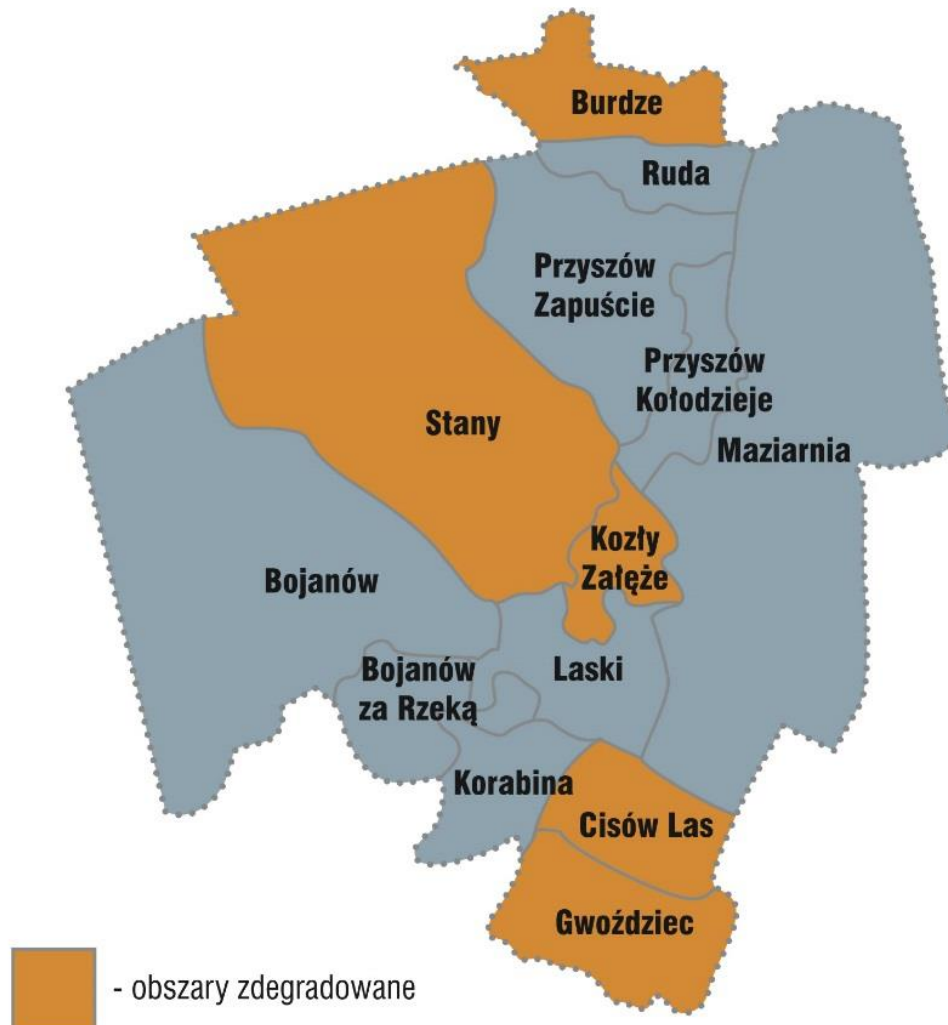 Burdze
Ruda
Przyszów
Zapuście
Przyszów
Kołodzieje
Stany
Maziarnia
Kozły
Załęże
Bojanów
Bojanów
za Rzeką
Laski
Korabina
Cisów Las
Gwoździec
- obszary zdegradowane